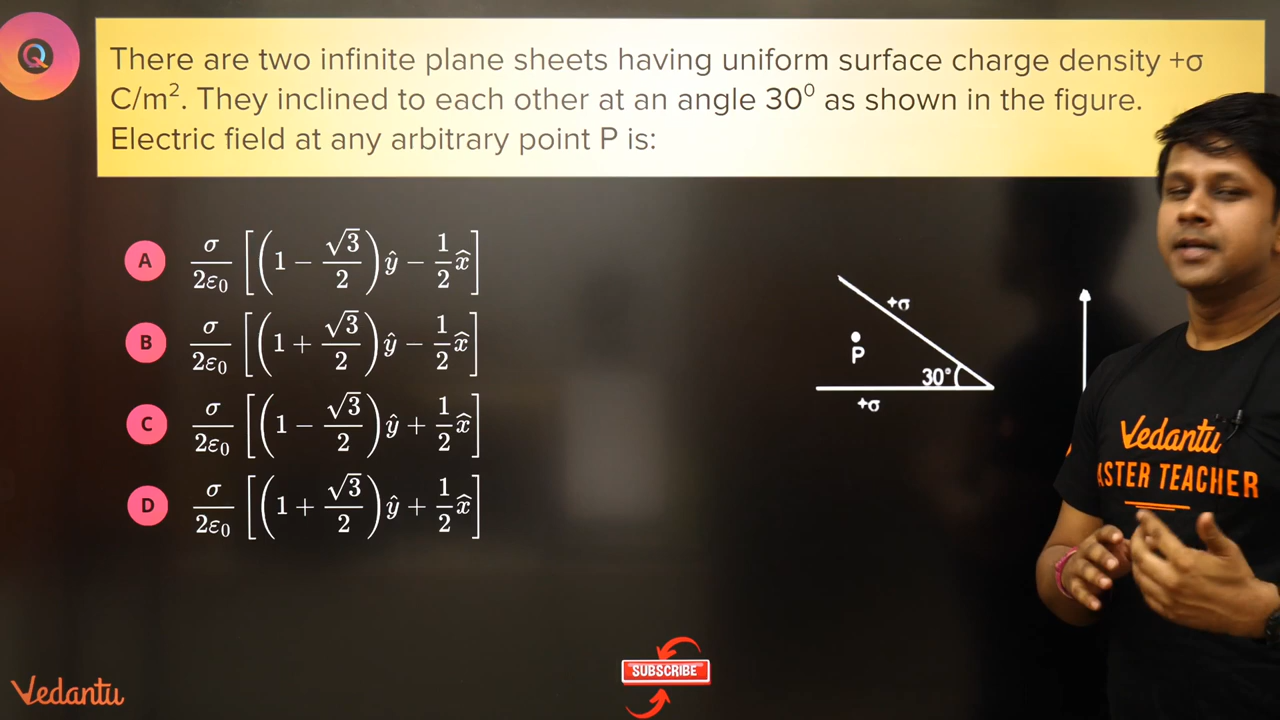 Q
There are two infinite plane sheets having uniform surface charge density +σ
C/m². They inclined to each other at an angle 30⁰ as shown in the figure.
Electric field at any arbitrary point P is:
A σ/2ε₀ [(1 − √3/2) ŷ − 1/2 x̂]
B σ/2ε₀ [(1 + √3/2) ŷ − 1/2 x̂]
C σ/2ε₀ [(1 − √3/2) ŷ + 1/2 x̂]
D σ/2ε₀ [(1 + √3/2) ŷ + 1/2 x̂]
+σ
P
30°
+σ
Vedantu
ASTER TEACHER
SUBSCRIBE
Vedantu